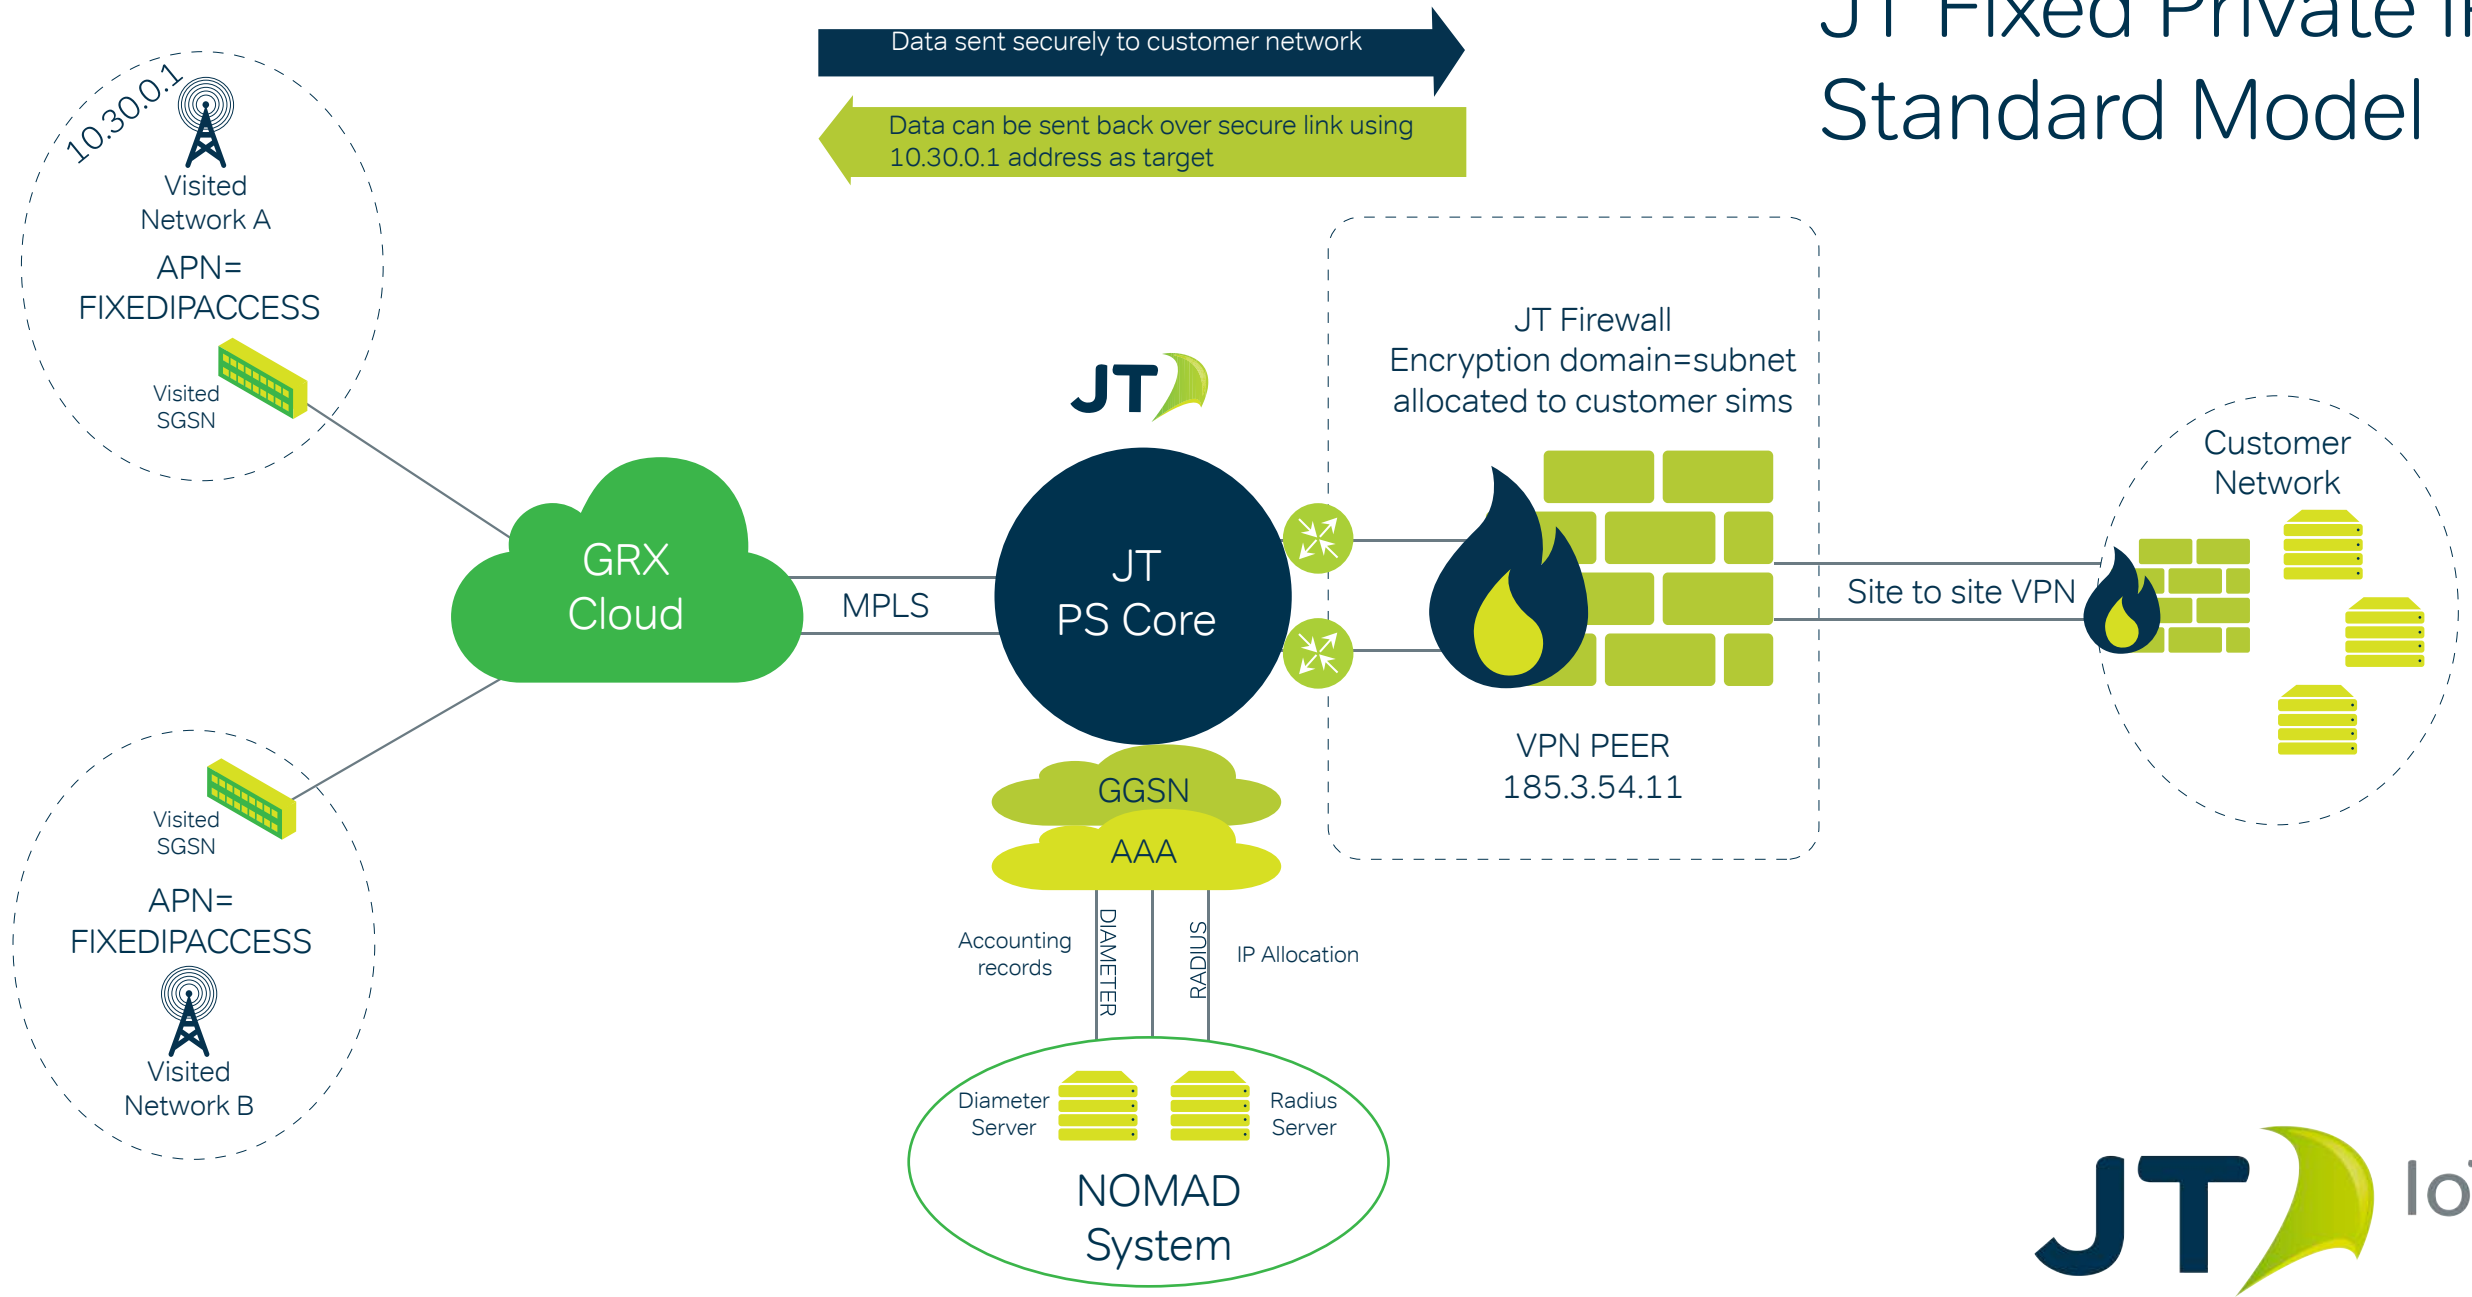 JT Fixed Private IP
Standard Model
Data sent securely to customer network
Data can be sent back over secure link using
10.30.0.1 address as target
10.30.0.1
Visited
Network A
APN=
FIXEDIPACCESS
Visited
SGSN
GRX
Cloud
MPLS
JT
JT
PS Core
JT Firewall
Encryption domain=subnet
allocated to customer sims
VPN PEER
185.3.54.11
Site to site VPN
Customer
Network
Visited
SGSN
APN=
FIXEDIPACCESS
Visited
Network B
GGSN
AAA
Accounting
records
DIAMETER
RADIUS
IP Allocation
Diameter
Server
Radius
Server
NOMAD
System
JT